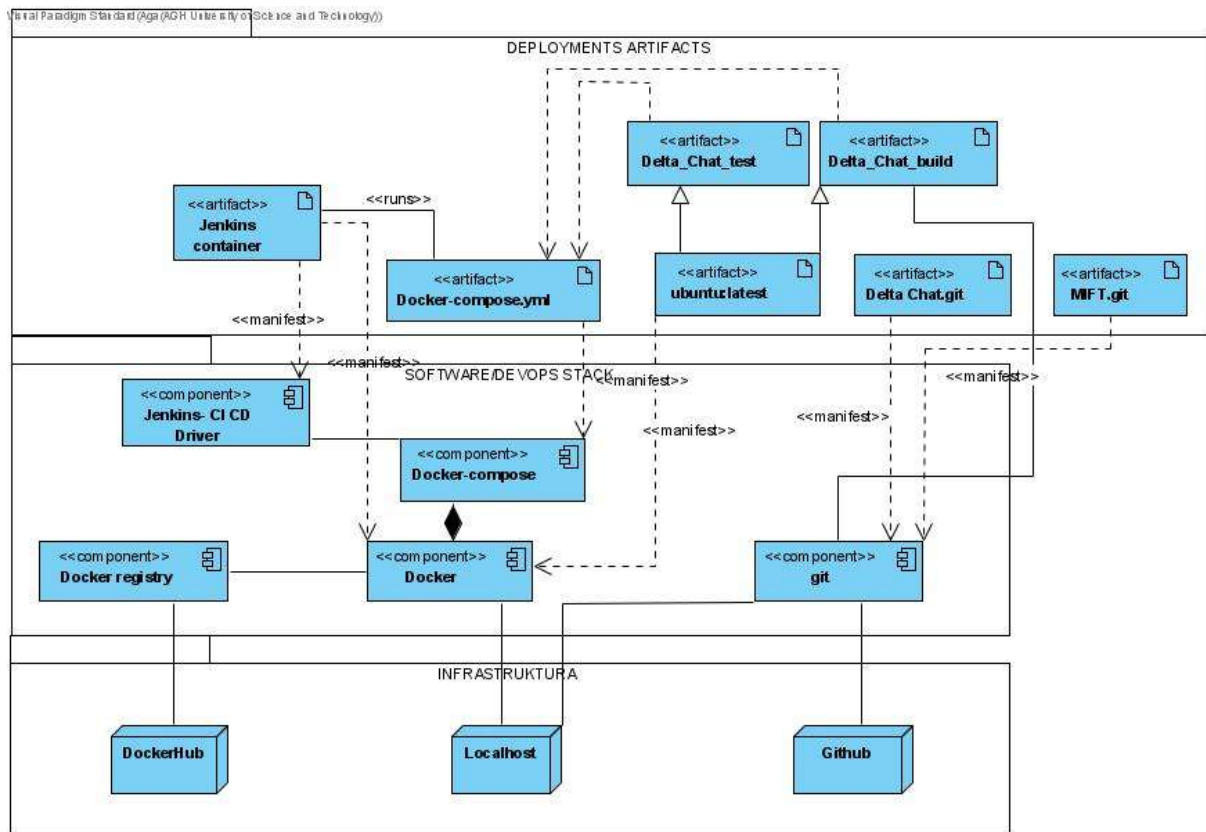 Visual Paradigm Standard(Aga(AGH University of Science and Technology))
DEPLOYMENTS ARTIFACTS
<<artifact>>
Delta_Chat_test
<<artifact>>
Delta_Chat_build
<<artifact>>
Jenkins
container
<<runs>>
<<artifact>>
Docker-compose.yml
<<artifact>>
ubuntu:latest
<<artifact>>
Delta Chat.git
<<artifact>>
MIFT.git
<<manifest>>
<<manifest>>
SOFTWARE/DEVOPS STACK
<<manifest>>
<<manifest>>
<<component>>
Jenkins- CI CD
Driver
<<manifest>>
<<manifest>>
<<component>>
Docker-compose
<<component>>
Docker registry
<<component>>
Docker
<<component>>
git
INFRASTRUKTURA
DockerHub
Localhost
Github